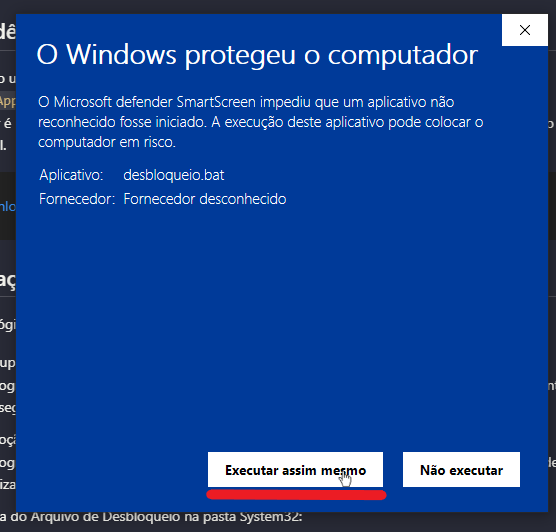 O Windows protegeu o computador
O Microsoft defender SmartScreen impediu que um aplicativo não
reconhecido fosse iniciado. A execução deste aplicativo pode colocar o
computador em risco.
Aplicativo: desbloqueio.bat
Fornecedor: Fornecedor desconhecido
Executar assim mesmo Não executar
a do Arquivo de Desbloqueio na pasta System32: